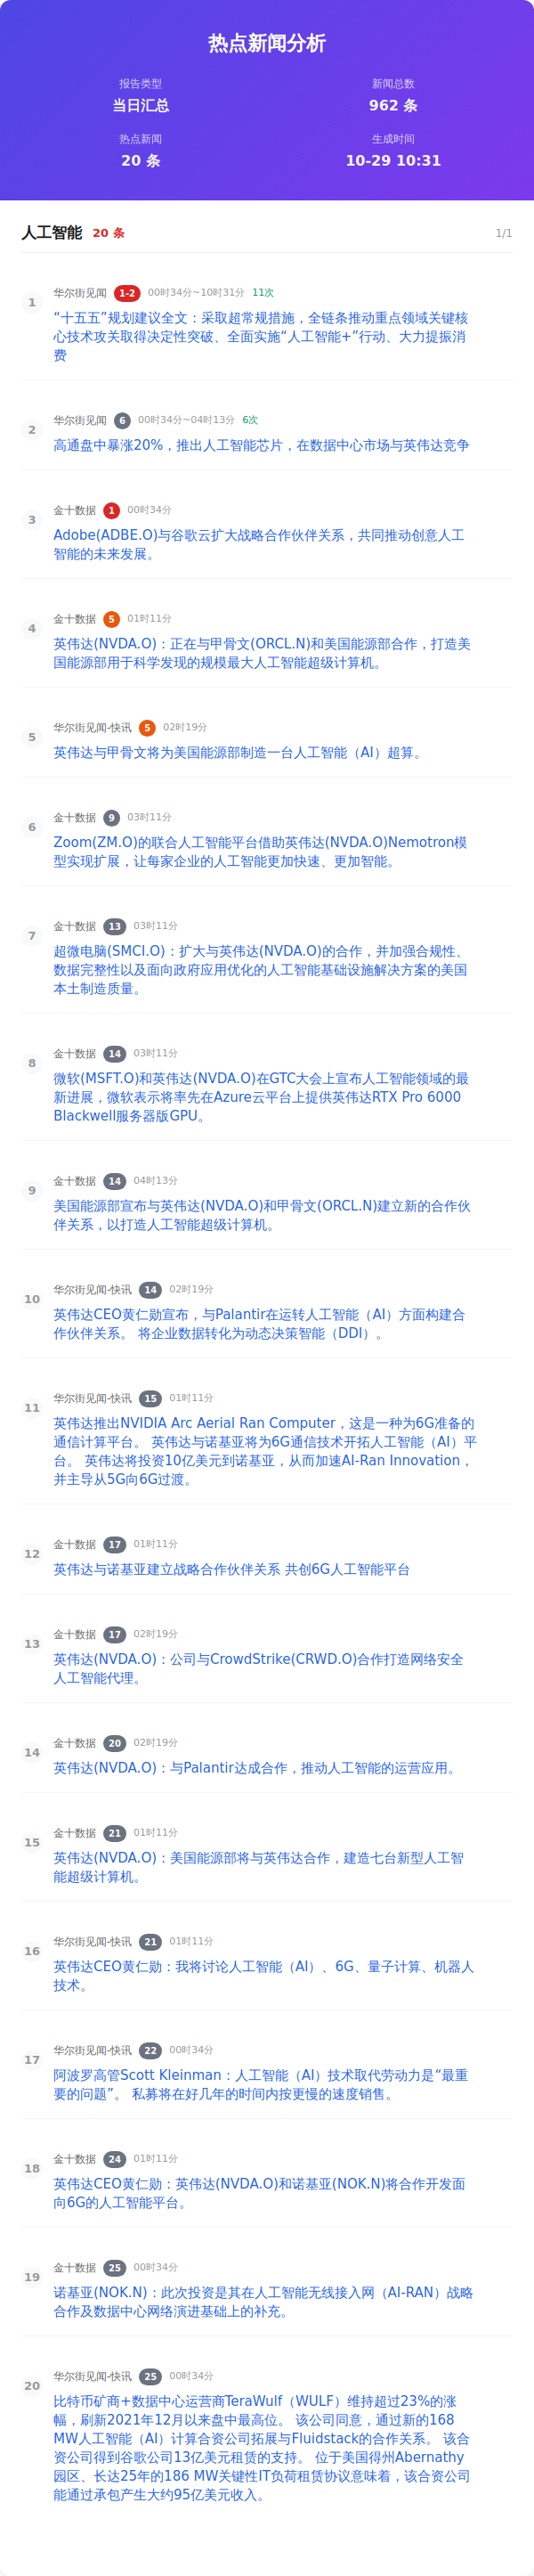 热点新闻分析
报告类型
新闻总数
当日汇总
962 条
热点新闻
生成时间
20 条
10-29 10:31
人工智能 20 条 1/1
1
华尔街见闻 1-2 00时34分~10时31分 11次
“十五五”规划建议全文：采取超常规措施，全链条推动重点领域关键核
心技术攻关取得决定性突破、全面实施“人工智能+”行动、大力提振消
费
2
华尔街见闻 6 00时34分~04时13分 6次
高通盘中暴涨20%，推出人工智能芯片，在数据中心市场与英伟达竞争
3
金十数据 1 00时34分
Adobe(ADBE.O)与谷歌云扩大战略合作伙伴关系，共同推动创意人工
智能的未来发展。
4
金十数据 5 01时11分
英伟达(NVDA.O)：正在与甲骨文(ORCL.N)和美国能源部合作，打造美
国能源部用于科学发现的规模最大人工智能超级计算机。
5
华尔街见闻-快讯 5 02时19分
英伟达与甲骨文将为美国能源部制造一台人工智能（AI）超算。
6
金十数据 9 03时11分
Zoom(ZM.O)的联合人工智能平台借助英伟达(NVDA.O)Nemotron模
型实现扩展，让每家企业的人工智能更加快速、更加智能。
7
金十数据 13 03时11分
超微电脑(SMCI.O)：扩大与英伟达(NVDA.O)的合作，并加强合规性、
数据完整性以及面向政府应用优化的人工智能基础设施解决方案的美国
本土制造质量。
8
金十数据 14 03时11分
微软(MSFT.O)和英伟达(NVDA.O)在GTC大会上宣布人工智能领域的最
新进展，微软表示将率先在Azure云平台上提供英伟达RTX Pro 6000
Blackwell服务器版GPU。
9
金十数据 14 04时13分
美国能源部宣布与英伟达(NVDA.O)和甲骨文(ORCL.N)建立新的合作伙
伴关系，以打造人工智能超级计算机。
10
华尔街见闻-快讯 14 02时19分
英伟达CEO黄仁勋宣布，与Palantir在运转人工智能（AI）方面构建合
作伙伴关系。 将企业数据转化为动态决策智能（DDI）。
11
华尔街见闻-快讯 15 01时11分
英伟达推出NVIDIA Arc Aerial Ran Computer，这是一种为6G准备的
通信计算平台。 英伟达与诺基亚将为6G通信技术开拓人工智能（AI）平
台。 英伟达将投资10亿美元到诺基亚，从而加速AI-Ran Innovation，
并主导从5G向6G过渡。
12
金十数据 17 01时11分
英伟达与诺基亚建立战略合作伙伴关系 共创6G人工智能平台
13
金十数据 17 02时19分
英伟达(NVDA.O)：公司与CrowdStrike(CRWD.O)合作打造网络安全
人工智能代理。
14
金十数据 20 02时19分
英伟达(NVDA.O)：与Palantir达成合作，推动人工智能的运营应用。
15
金十数据 21 01时11分
英伟达(NVDA.O)：美国能源部将与英伟达合作，建造七台新型人工智
能超级计算机。
16
华尔街见闻-快讯 21 01时11分
英伟达CEO黄仁勋：我将讨论人工智能（AI）、6G、量子计算、机器人
技术。
17
华尔街见闻-快讯 22 00时34分
阿波罗高管Scott Kleinman：人工智能（AI）技术取代劳动力是“最重
要的问题”。 私募将在好几年的时间内按更慢的速度销售。
18
金十数据 24 01时11分
英伟达CEO黄仁勋：英伟达(NVDA.O)和诺基亚(NOK.N)将合作开发面
向6G的人工智能平台。
19
金十数据 25 00时34分
诺基亚(NOK.N)：此次投资是其在人工智能无线接入网（AI-RAN）战略
合作及数据中心网络演进基础上的补充。
20
华尔街见闻-快讯 25 00时34分
比特币矿商+数据中心运营商TeraWulf（WULF）维持超过23%的涨
幅，刷新2021年12月以来盘中最高位。 该公司同意，通过新的168
MW人工智能（AI）计算合资公司拓展与Fluidstack的合作关系。 该合
资公司得到谷歌公司13亿美元租赁的支持。 位于美国得州Abernathy
园区、长达25年的186 MW关键性IT负荷租赁协议意味着，该合资公司
能通过承包产生大约95亿美元收入。